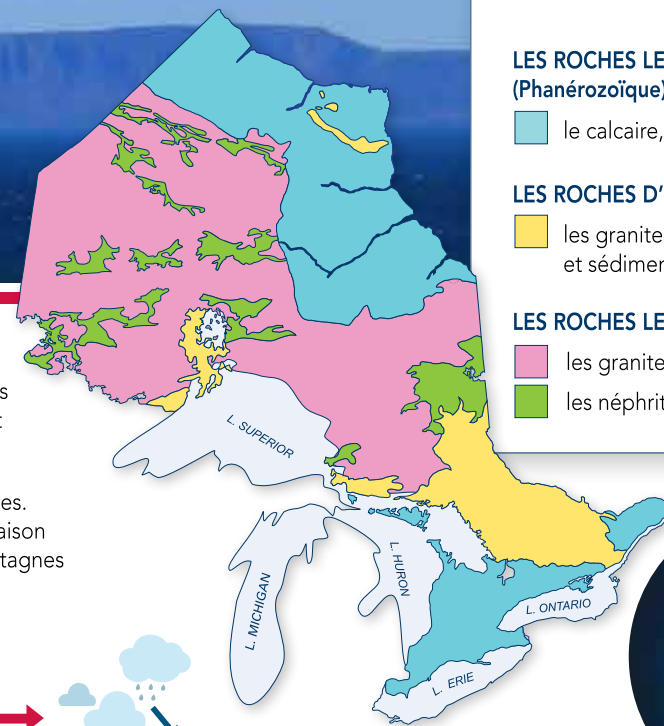 LES ROCHES LE
(Phanérozoïque)
le calcaire,
LES ROCHES D'
les granite
et sédimen
LES ROCHES LE
les granite
les néphrit
s
t
es.
aison
tagnes
L. SUPERIOR
L. MICHIGAN
L. HURON
L. ONTARIO
L. ERIE